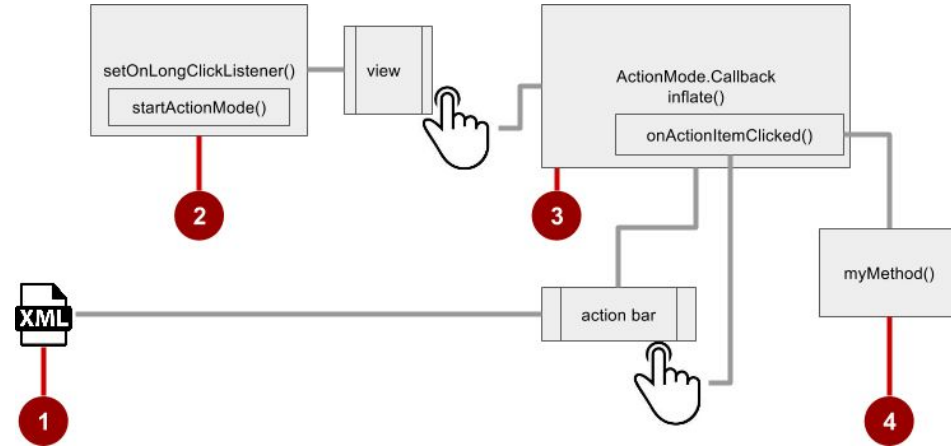 setOnLongClickListener()
startActionMode()
view
ActionMode.Callback
inflate()
onActionItemClicked()
2
3
myMethod()
XML
action bar
1
4